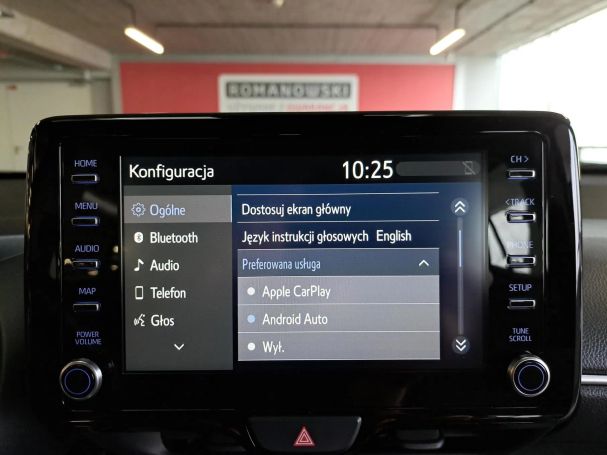 ROMANOWSKI
HOME
MENU
AUDIO
MAP
POWER
VOLUME
Konfiguracja
10:25
Ogólne
Bluetooth
Audio
Telefon
Głos
Dostosuj ekran główny
Język instrukcji głosowych English
Preferowana usługa
Apple CarPlay
Android Auto
Wył.
CH >
< TRACK
PHONE
SETUP
TUNE
SCROLL